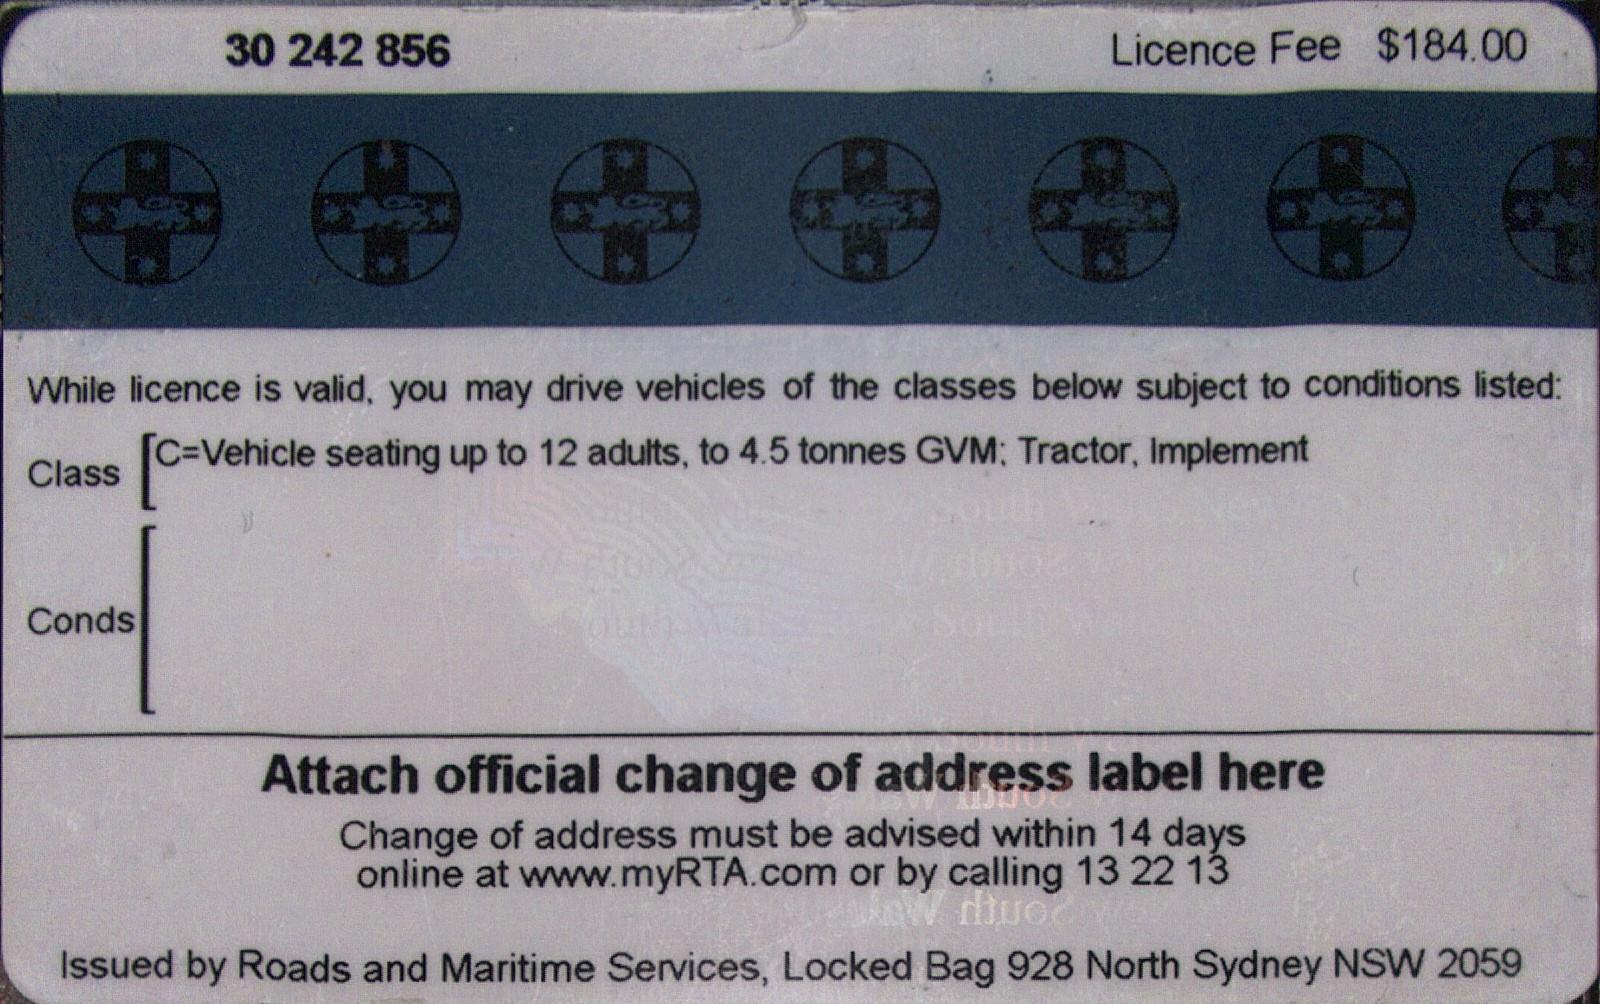 30 242 856 Licence Fee $184.00
While licence is valid, you may drive vehicles of the classes below subject to conditions listed:
Class C=Vehicle seating up to 12 adults, to 4.5 tonnes GVM; Tractor, Implement
Conds
Attach official change of address label here
Change of address must be advised within 14 days
online at www.myRTA.com or by calling 13 22 13
Issued by Roads and Maritime Services, Locked Bag 928 North Sydney NSW 2059